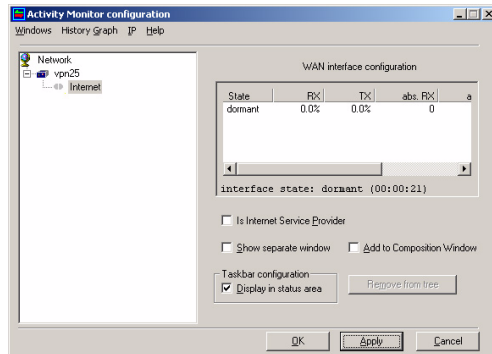 Activity Monitor configuration
Windows History Graph IP Help
Network
vpn25
Internet
WAN interface configuration
State RX TX abs. RX a
dormant 0.0% 0.0% 0
interface state: dormant (00:00:21)
Is Internet Service Provider
Show separate window Add to Composition Window
Taskbar configuration
Display in status area Remove from tree
OK Apply Cancel